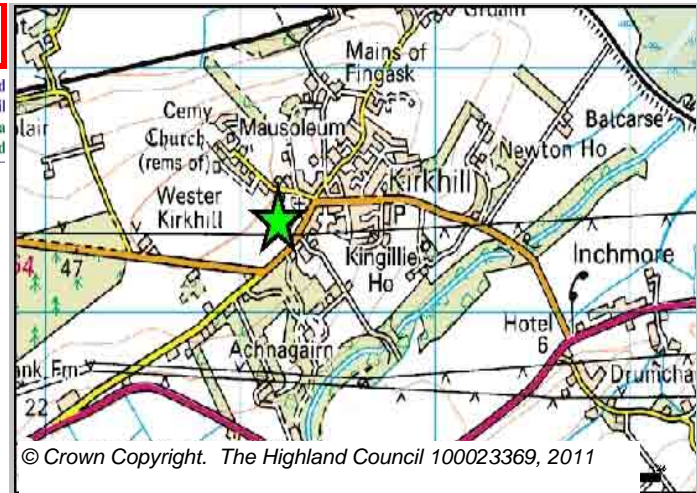 Mains of
Fingask
Cemy
Church
(rems of)
Mausoleum
Balcarse
Newton Ho
Kirkhill
P
Wester
Kirkhill
47
Kingillie
Ho
Inchmore
Hotel
6
Achnagairn
22
© Crown Copyright. The Highland Council 100023369, 2011